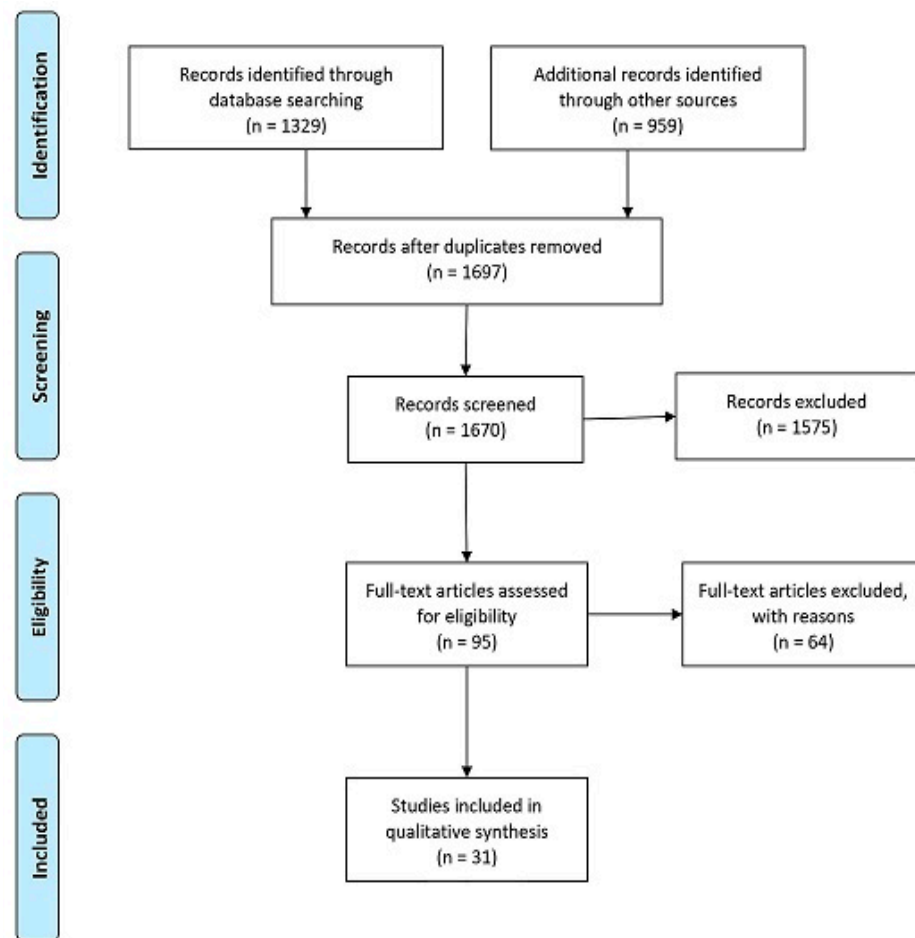 Identification
Records identified through
database searching
(n = 1329)
Additional records identified
through other sources
(n = 959)
Records after duplicates removed
(n = 1697)
Screening
Records screened
(n = 1670)
Records excluded
(n = 1575)
Eligibility
Full-text articles assessed
for eligibility
(n = 95)
Full-text articles excluded,
with reasons
(n = 64)
Included
Studies included in
qualitative synthesis
(n = 31)